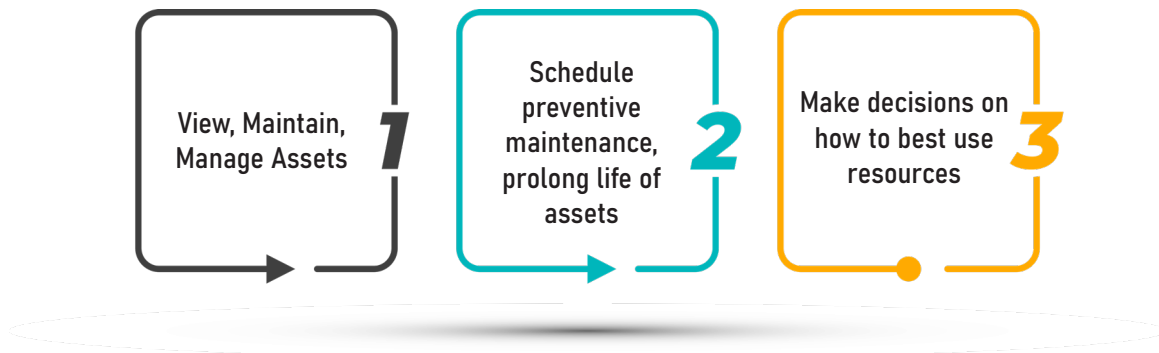 View, Maintain,
Manage Assets
1
Schedule
preventive
maintenance,
prolong life of
assets
2
Make decisions on
how to best use
resources
3